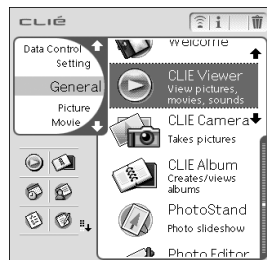 CLIÉ
i
Data Control
Setting
General
Picture
Movie
Welcome
CLIE Viewer
View pictures,
movies, sounds
CLIE Camera
Takes pictures
CLIE Album
Creates/views
albums
PhotoStand
Photo slideshow
Photo Editor